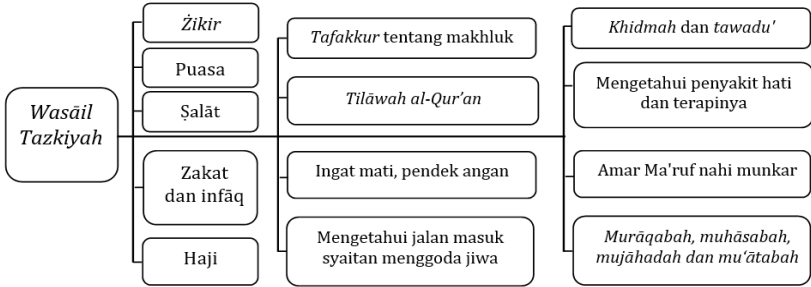 Wasāil
Tazkiyah
Żikir
Puasa
Ṣalāt
Zakat
dan infāq
Haji
Tafakkur tentang makhluk
Tilāwah al-Qur'an
Ingat mati, pendek angan
Mengetahui jalan masuk
syaitan menggoda jiwa
Khidmah dan tawadu'
Mengetahui penyakit hati
dan terapinya
Amar Ma'ruf nahi munkar
Murāqabah, muhāsabah,
mujāhadah dan mu‘ātabah